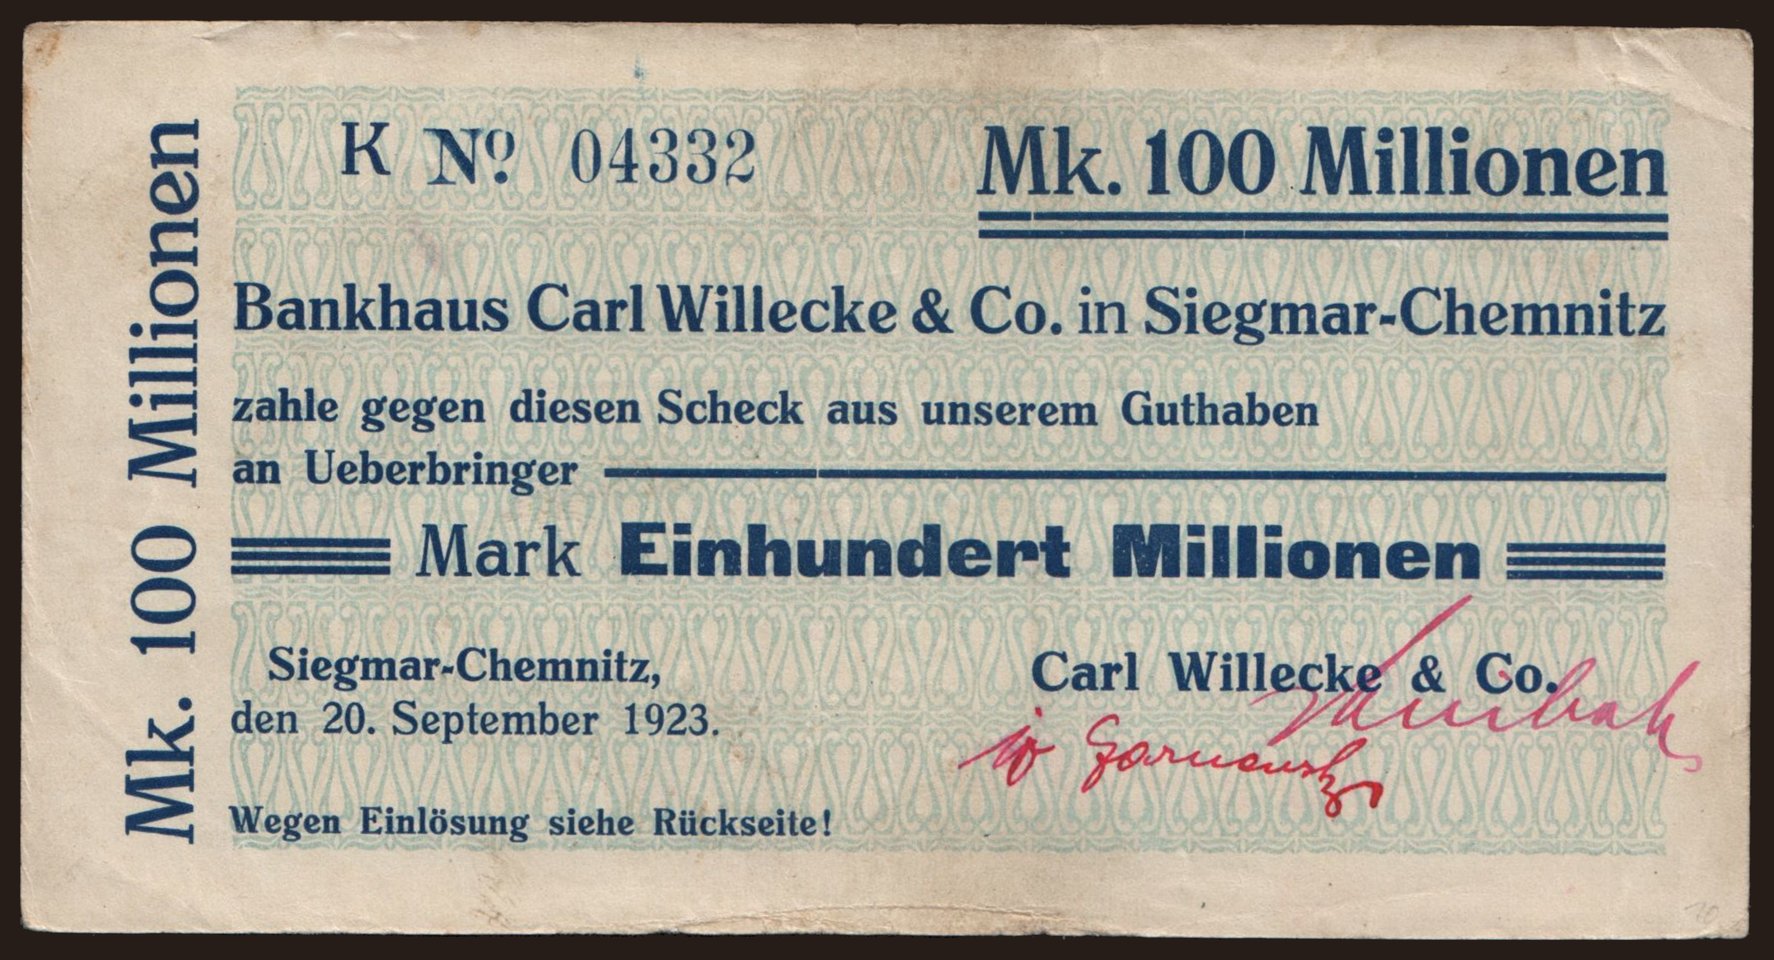 Mk. 100 Millionen
K No. 04332
Mk. 100 Millionen
Bankhaus Carl Willecke & Co. in Siegmar-Chemnitz
zahle gegen diesen Scheck aus unserem Guthaben
an Ueberbringer
Mark Einhundert Millionen
Siegmar-Chemnitz,
den 20. September 1923.
Carl Willecke & Co.
Wegen Einlösung siehe Rückseite!